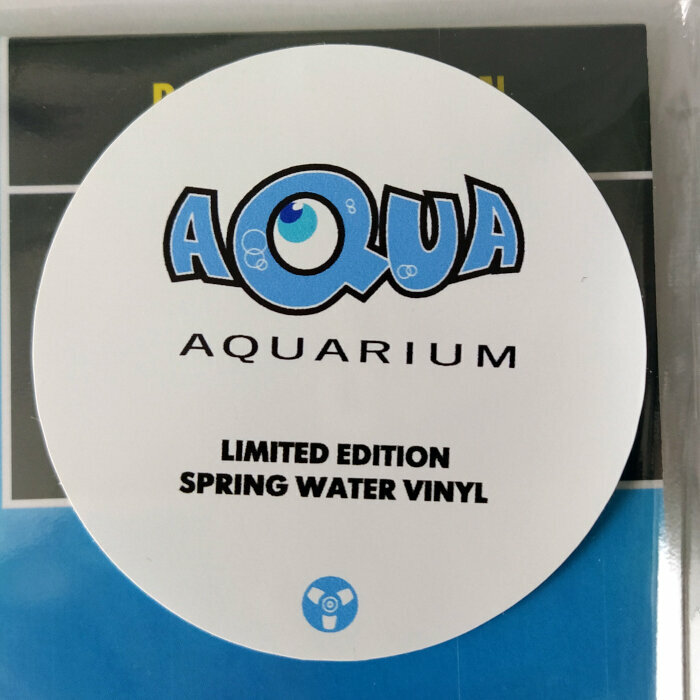 AQUA
AQUARIUM
LIMITED EDITION
SPRING WATER VINYL